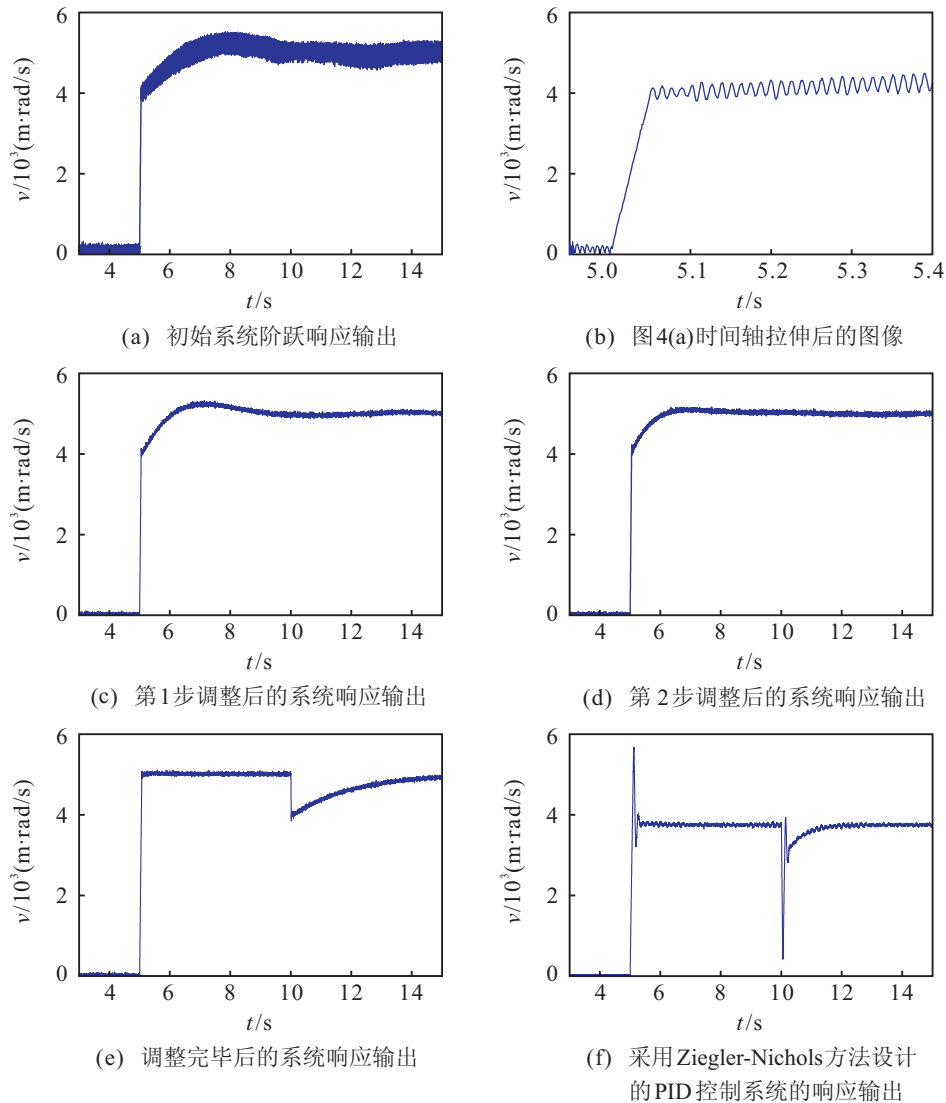 6
4
2
0
v/10³(m·rad/s)
4 6 8 10 12 14
t/s
(a) 初始系统阶跃响应输出
6
4
2
0
v/10³(m·rad/s)
5.0 5.1 5.2 5.3 5.4
t/s
(b) 图4(a)时间轴拉伸后的图像
6
4
2
0
v/10³(m·rad/s)
4 6 8 10 12 14
t/s
(c) 第1步调整后的系统响应输出
6
4
2
0
v/10³(m·rad/s)
4 6 8 10 12 14
t/s
(d) 第2步调整后的系统响应输出
6
4
2
0
v/10³(m·rad/s)
4 6 8 10 12 14
t/s
(e) 调整完毕后的系统响应输出
6
4
2
0
v/10³(m·rad/s)
4 6 8 10 12 14
t/s
(f) 采用Ziegler-Nichols方法设计
的PID控制系统的响应输出